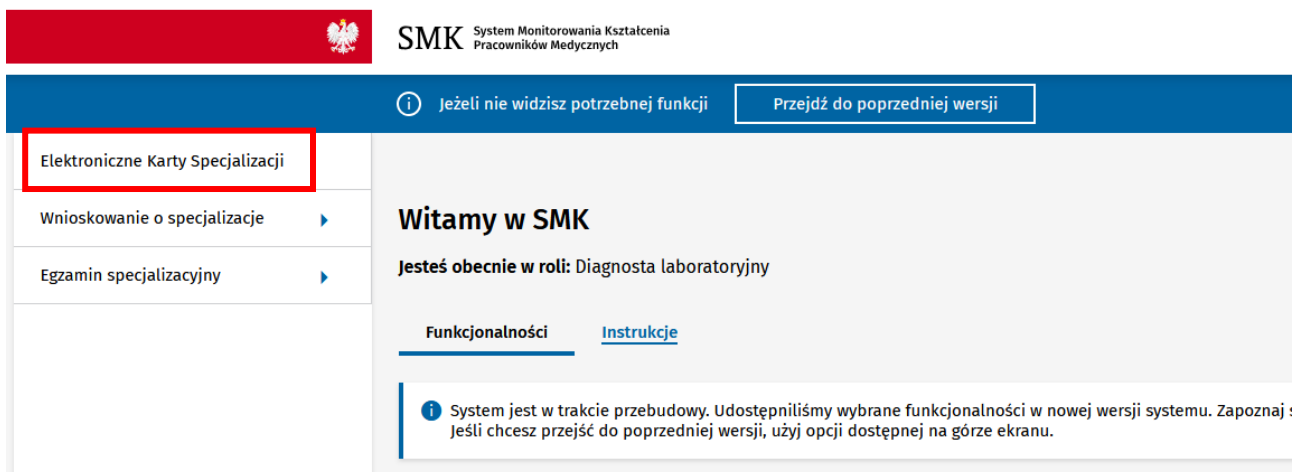 SMK System Monitorowania Kształcenia
Pracowników Medycznych
Jeżeli nie widzisz potrzebnej funkcji
Przejdź do poprzedniej wersji
Elektroniczne Karty Specjalizacji
Wnioskowanie o specjalizacje
Egzamin specjalizacyjny
Witamy w SMK
Jesteś obecnie w roli: Diagnosta laboratoryjny
Funkcjonalności
Instrukcje
System jest w trakcie przebudowy. Udostępniliśmy wybrane funkcjonalności w nowej wersji systemu. Zapoznaj
Jeśli chcesz przejść do poprzedniej wersji, użyj opcji dostępnej na górze ekranu.